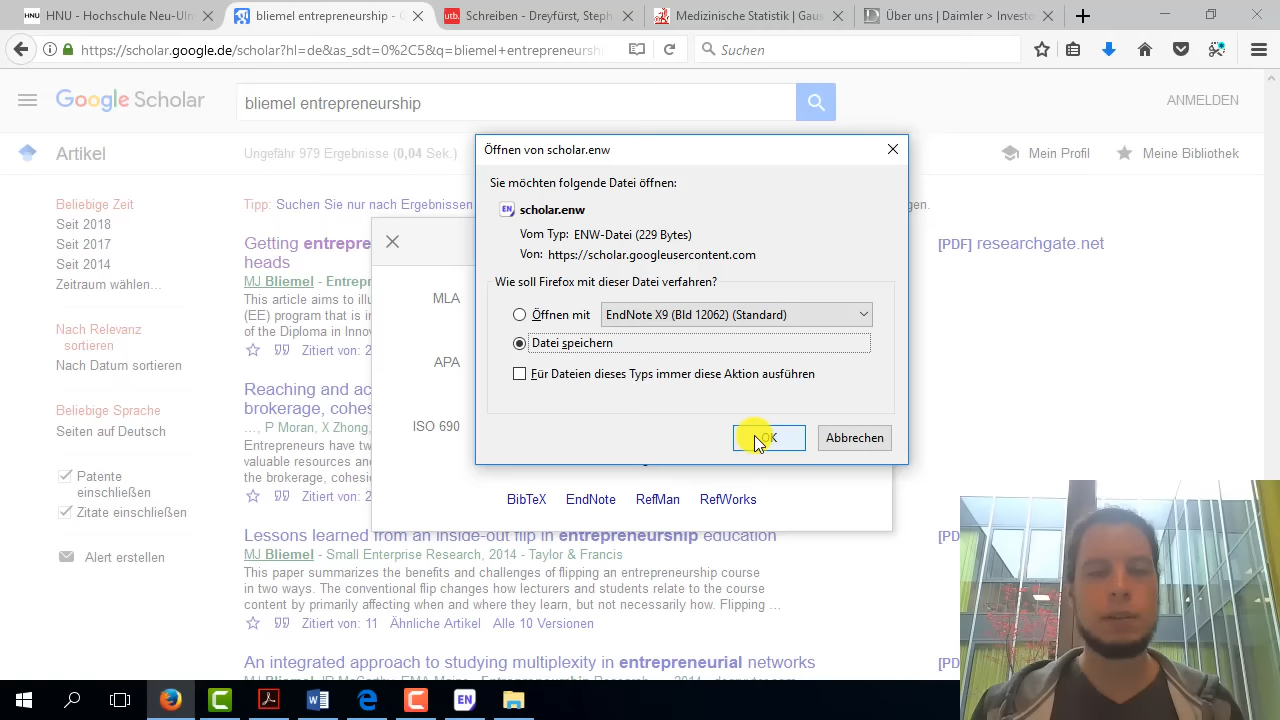 HNU - Hochschule Neu-Ulm
bliemel entrepreneurship -
utb. Schreiben - Dreyfürst, Steph
Medizinische Statistik | Gaus
Über uns | Daimler > Investo
https://scholar.google.de/scholar?hl=de&as_sdt=0%2C5&q=bliemel+entrepreneurshi
Suchen
Google Scholar
bliemel entrepreneurship
ANMELDEN
Artikel
Ungefähr 979 Ergebnisse (0,04 Sek.)
Mein Profil
Meine Bibliothek
Beliebige Zeit
Seit 2018
Seit 2017
Seit 2014
Zeitraum wählen...
Nach Relevanz
sortieren
Nach Datum sortieren
Beliebige Sprache
Seiten auf Deutsch
Patente
einschließen
Zitate einschließen
Alert erstellen
Tipp: Suchen Sie nur nach Ergebnissen
en.
Getting entrepre
heads
MJ Bliemel - Entrepr
This article aims to illu
(EE) program that is in
of the Diploma in Innov
Zitiert von: 2
[PDF] researchgate.net
Reaching and ac
brokerage, cohes
..., P Moran, X Zhong,
Entrepreneurs have tw
valuable resources and
the brokerage, cohesio
Zitiert von: 2
Lessons learned from an inside-out flip in entrepreneurship education
MJ Bliemel - Small Enterprise Research, 2014 - Taylor & Francis
This paper summarizes the benefits and challenges of flipping an entrepreneurship course
in two ways. The conventional flip changes how lecturers and students relate to the course
content by primarily affecting when and where they learn, but not necessarily how. Flipping ...
Zitiert von: 11 Ähnliche Artikel Alle 10 Versionen
[PD
An integrated approach to studying multiplexity in entrepreneurial networks
[PD
MLA
APA
ISO 690
BibTeX EndNote RefMan RefWorks
Öffnen von scholar.enw
Sie möchten folgende Datei öffnen:
EN scholar.enw
Vom Typ: ENW-Datei (229 Bytes)
Von: https://scholar.googleusercontent.com
Wie soll Firefox mit dieser Datei verfahren?
Öffnen mit EndNote X9 (Bld 12062) (Standard)
Datei speichern
Für Dateien dieses Typs immer diese Aktion ausführen
OK Abbrechen
EN